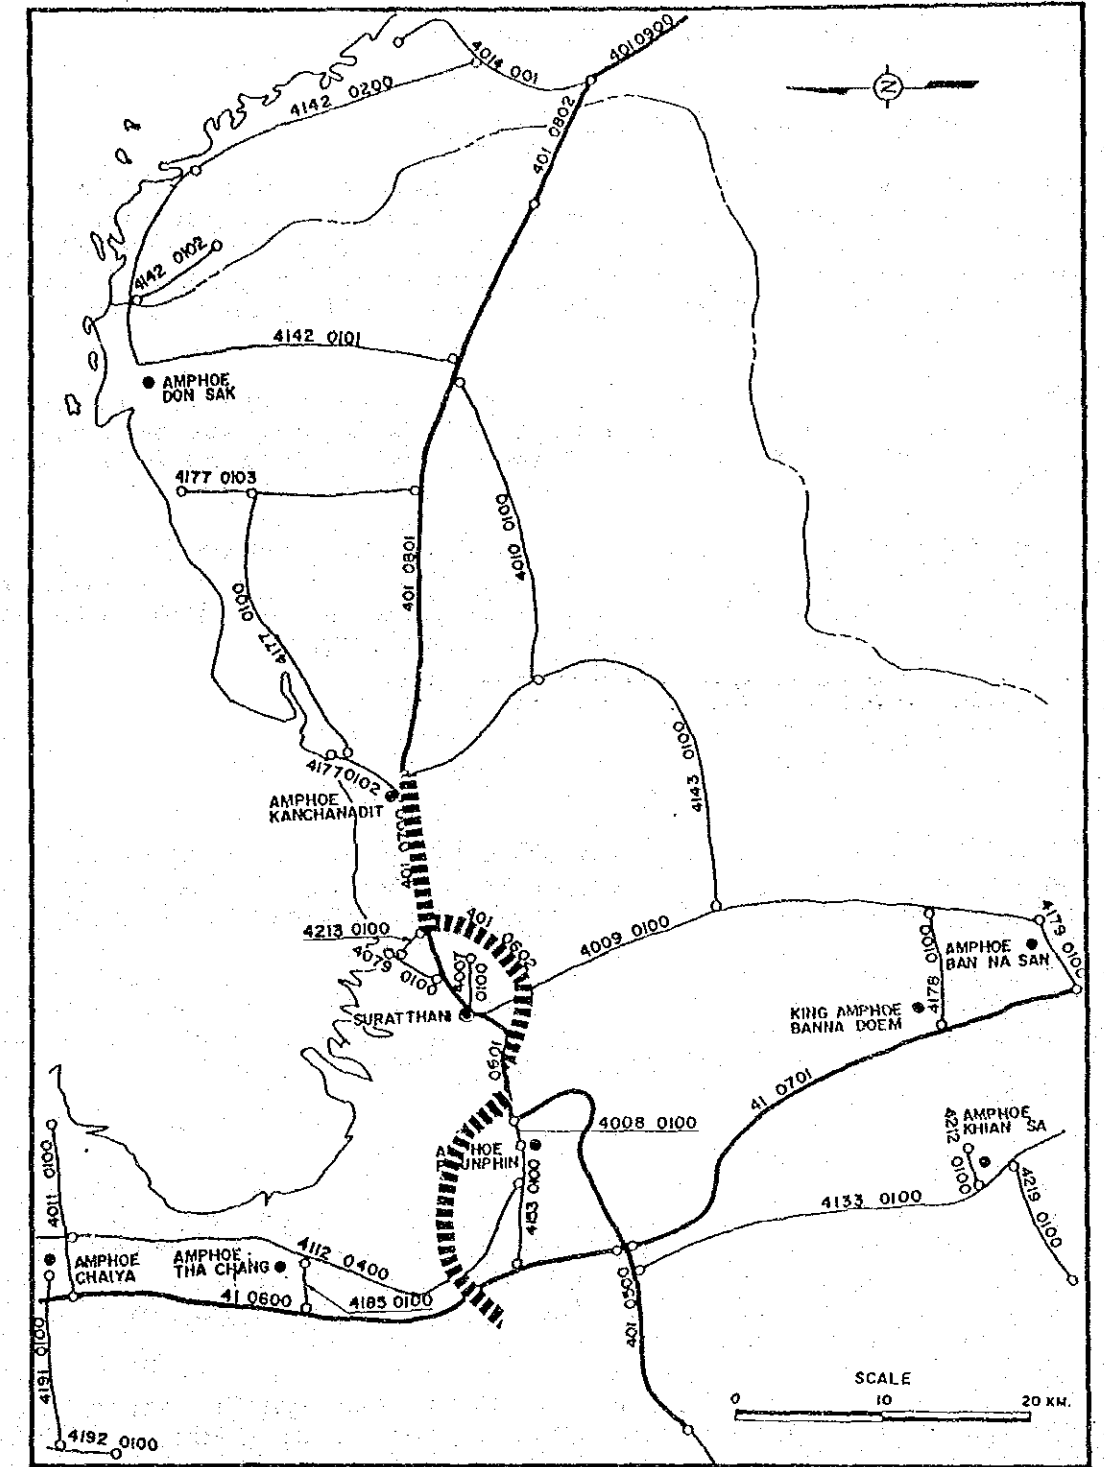 4010900
4014 001
4142 0200
401 0802
N
4142 0102
4142 0101
AMPHOE
DON SAK
4177 0103
4010 0100
401 0801
4177 0100
4143 0100
4177 0102
AMPHOE
KANCHANADIT
401 0700
401 0602
4213 0100
4009 0100
4179 0100
4079 0100
4007 0100
4178 0100
AMPHOE
BAN NA SAN
SURATTHANI
KING AMPHOE
BANNA DOEM
0601
41 0701
4008 0100
AMPHOE
KHIAN SA
4212 0100
4011 0100
4153 0100
4133 0100
4219 0100
AMPHOE
CHAIYA
AMPHOE
THA CHANG
4112 0400
41 0600
4185 0100
401 0500
4191 0100
4192 0100
SCALE
0 10 20 KM.